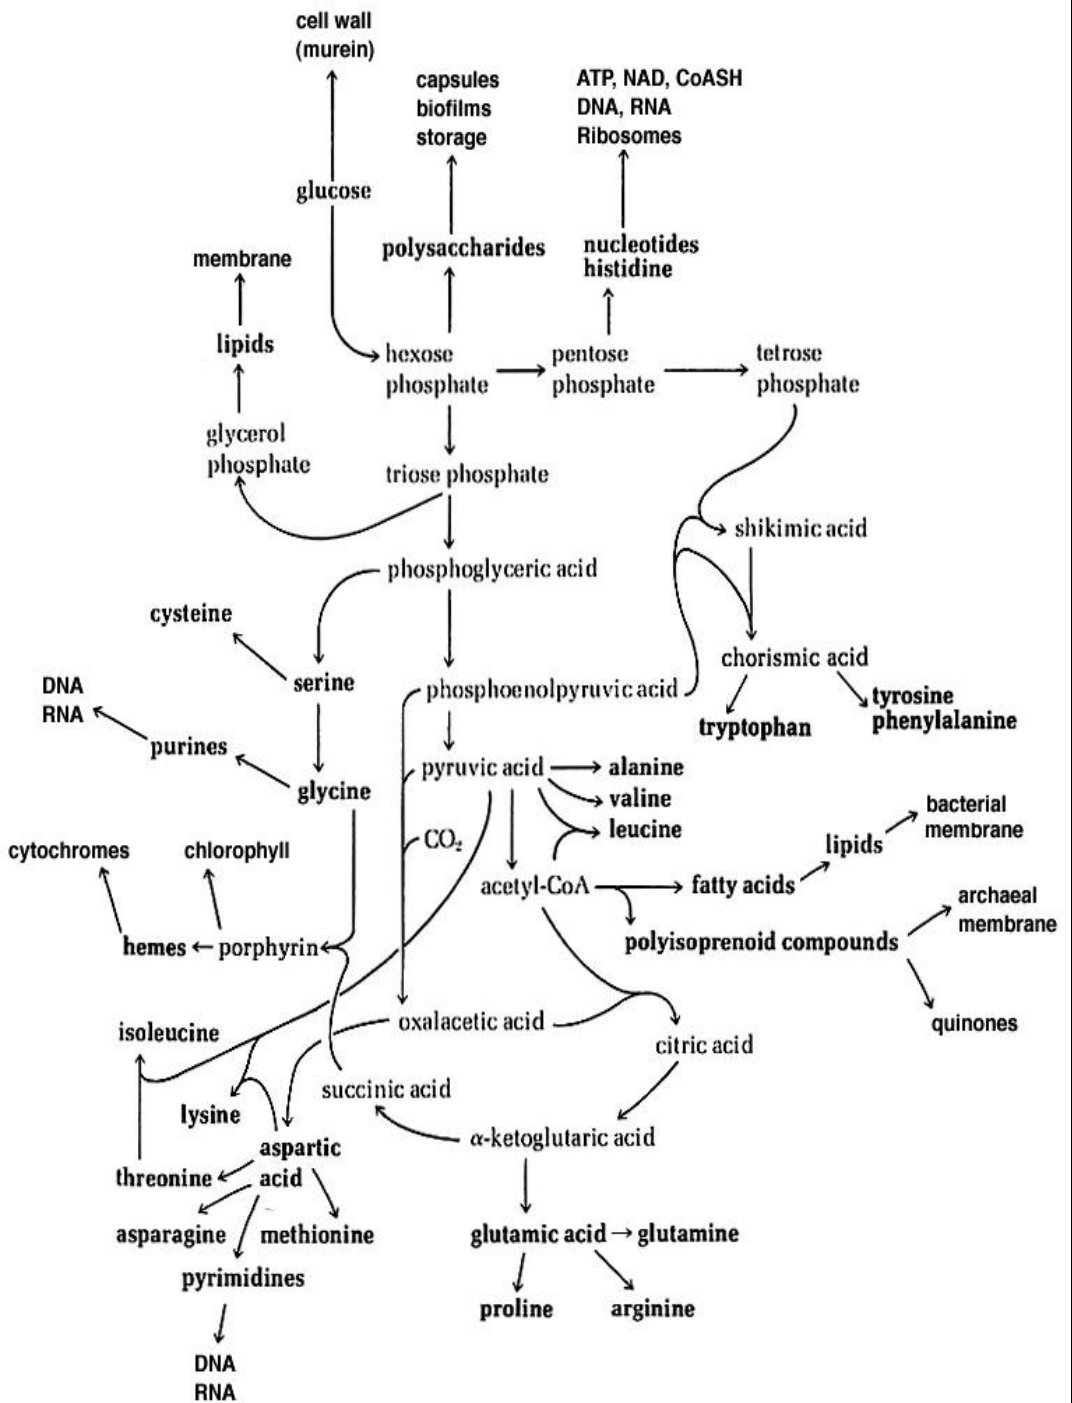 cell wall
(murein)
capsules
biofilms
storage
ATP, NAD, CoASH
DNA, RNA
Ribosomes
glucose
polysaccharides
nucleotides
histidine
membrane
lipids
hexose
phosphate
pentose
phosphate
tetrose
phosphate
glycerol
phosphate
triose phosphate
shikimic acid
phosphoglyceric acid
cysteine
chorismic acid
serine
phosphoenolpyruvic acid
DNA
RNA
tyrosine
phenylalanine
tryptophan
purines
pyruvic acid
alanine
glycine
valine
leucine
bacterial
membrane
CO₂
lipids
cytochromes
chlorophyll
acetyl-CoA
fatty acids
archaeal
membrane
hemes
porphyrin
polyisoprenoid compounds
isoleucine
oxalacetic acid
quinones
citric acid
succinic acid
lysine
α-ketoglutaric acid
aspartic
acid
threonine
asparagine
methionine
glutamic acid
glutamine
pyrimidines
proline
arginine
DNA
RNA